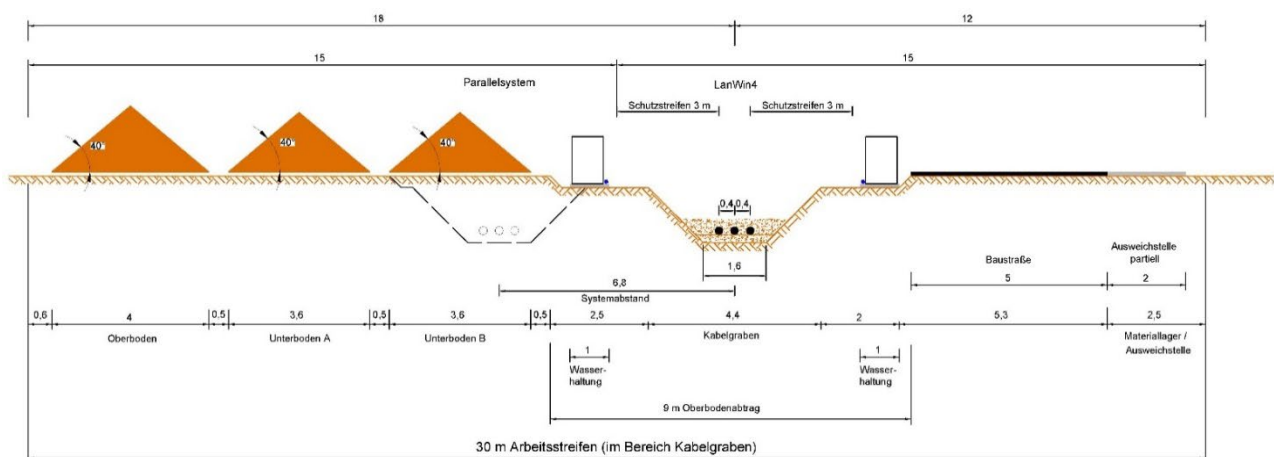 18
12
15
15
Parallelsystem
LanWin4
Schutzstreifen 3 m
Schutzstreifen 3 m
40°
40°
40°
0,4
0,4
1,6
6,8
Systemabstand
Baustraße
5
Ausweichstelle
partiell
2
0,6
4
0,5
3,6
0,5
3,6
0,5
2,5
4,4
2
5,3
2,5
Oberboden
Unterboden A
Unterboden B
Kabelgraben
Materiallager /
Ausweichstelle
1
Wasser-
haltung
1
Wasser-
haltung
9 m Oberbodenabtrag
30 m Arbeitsstreifen (im Bereich Kabelgraben)